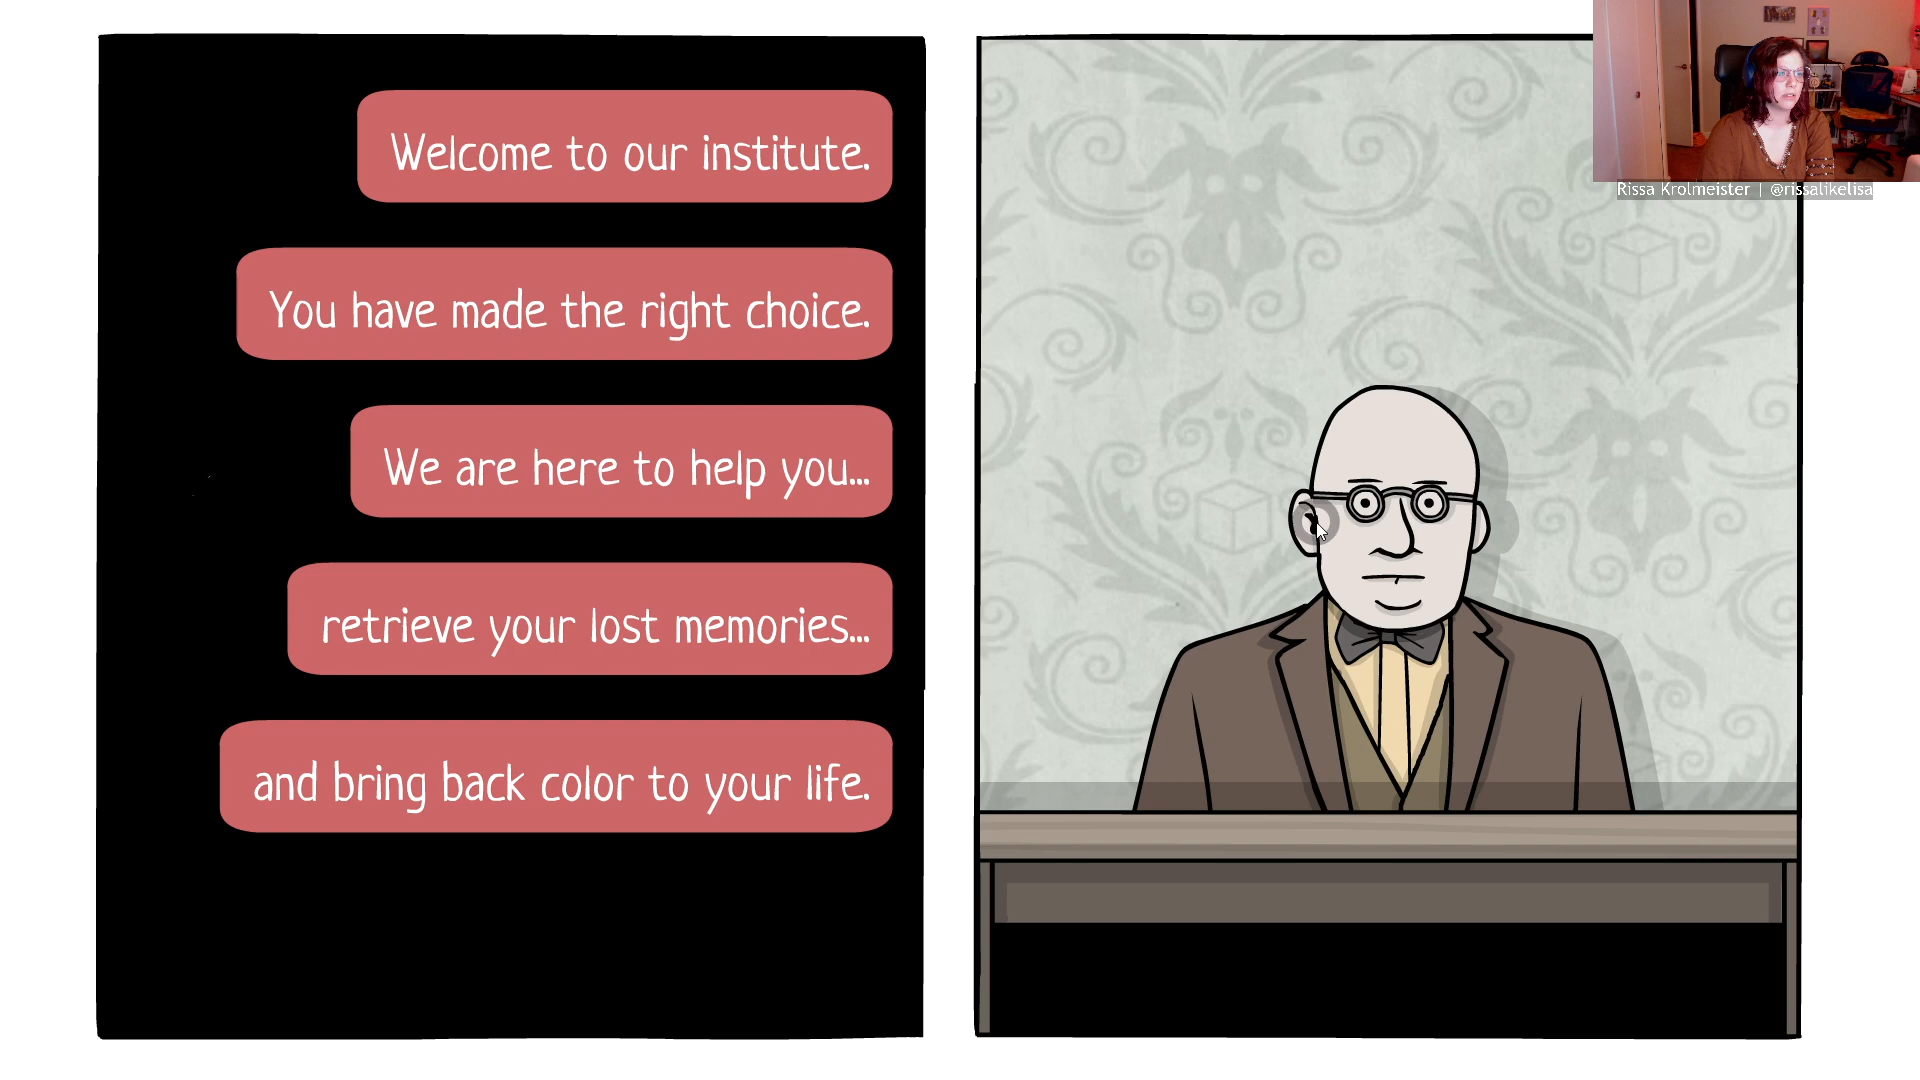 Welcome to our institute.
You have made the right choice.
We are here to help you...
retrieve your lost memories...
and bring back color to your life.
Rissa Krolmeister | @rissalikelisa